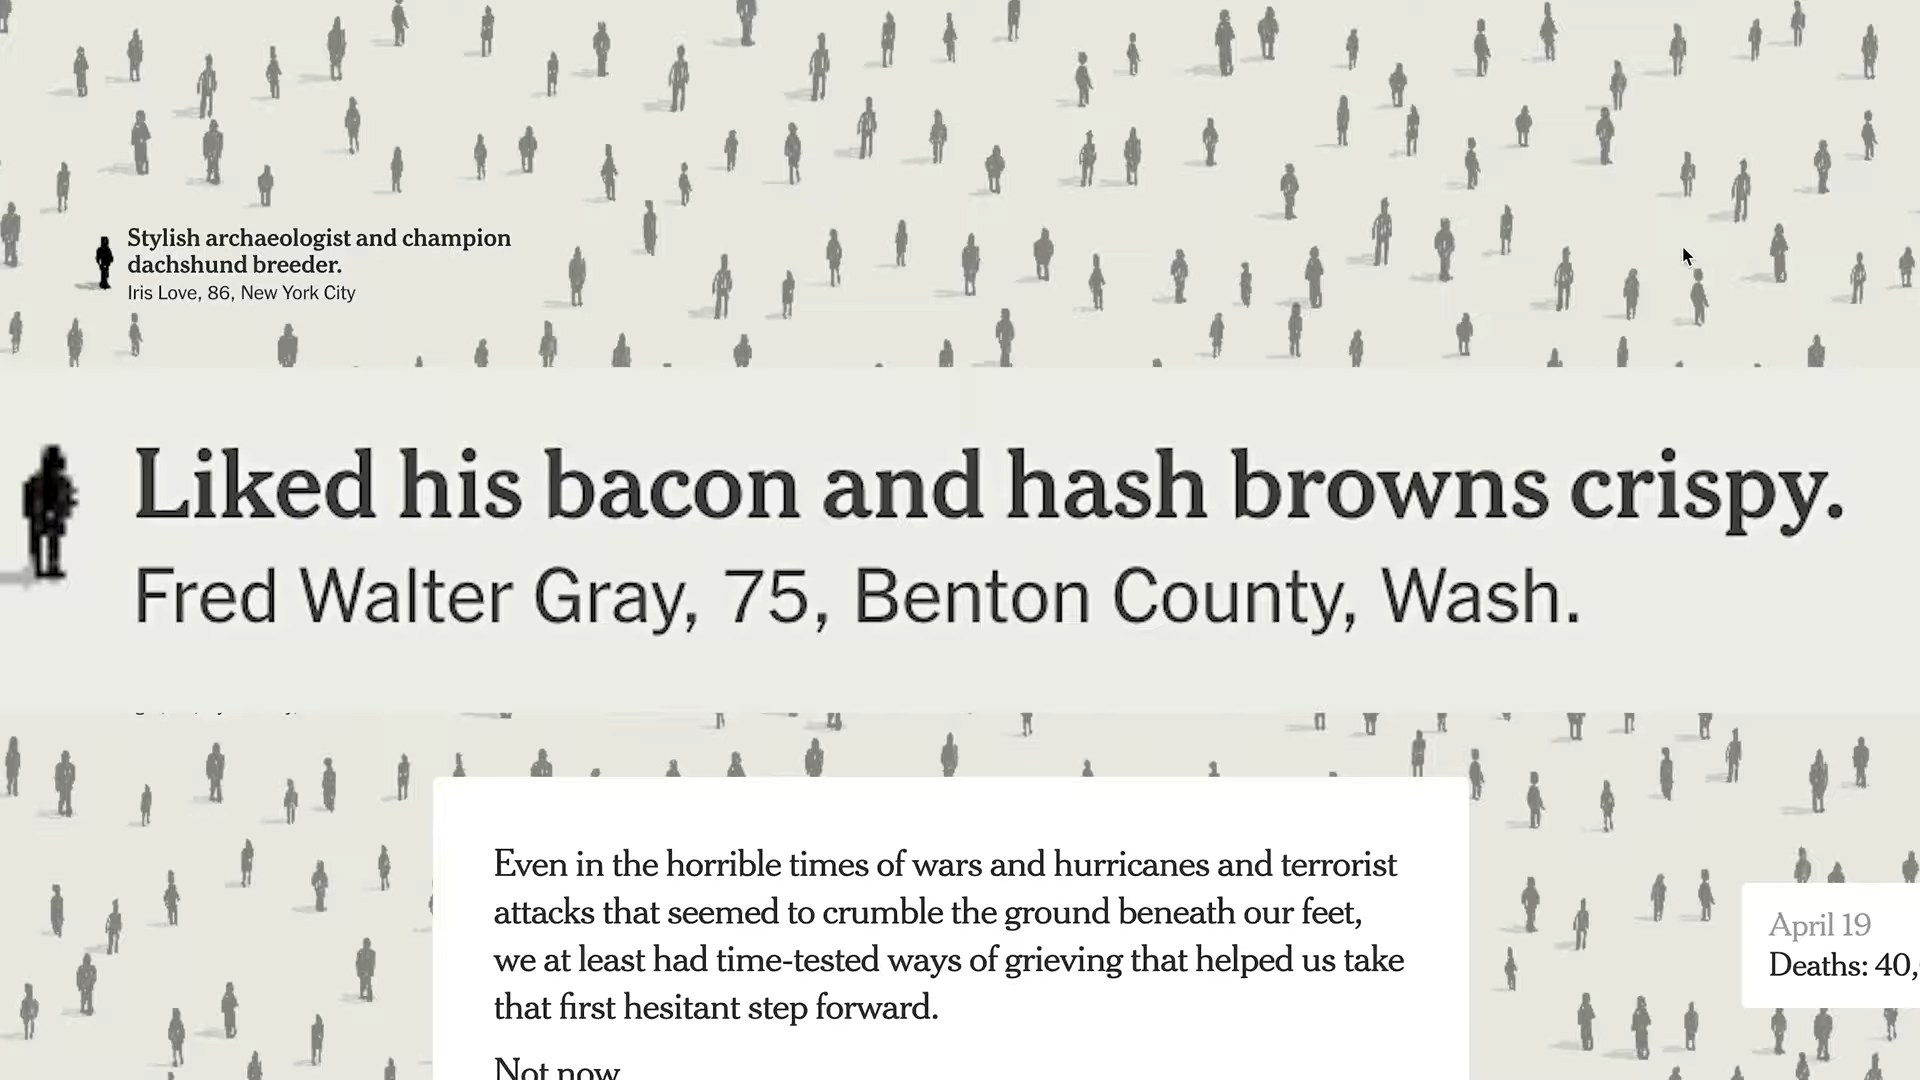 Stylish archaeologist and champion
dachshund breeder.
Iris Love, 86, New York City
Liked his bacon and hash browns crispy.
Fred Walter Gray, 75, Benton County, Wash.
Even in the horrible times of wars and hurricanes and terrorist
attacks that seemed to crumble the ground beneath our feet,
we at least had time-tested ways of grieving that helped us take
that first hesitant step forward.
Not now
April 19
Deaths: 40,